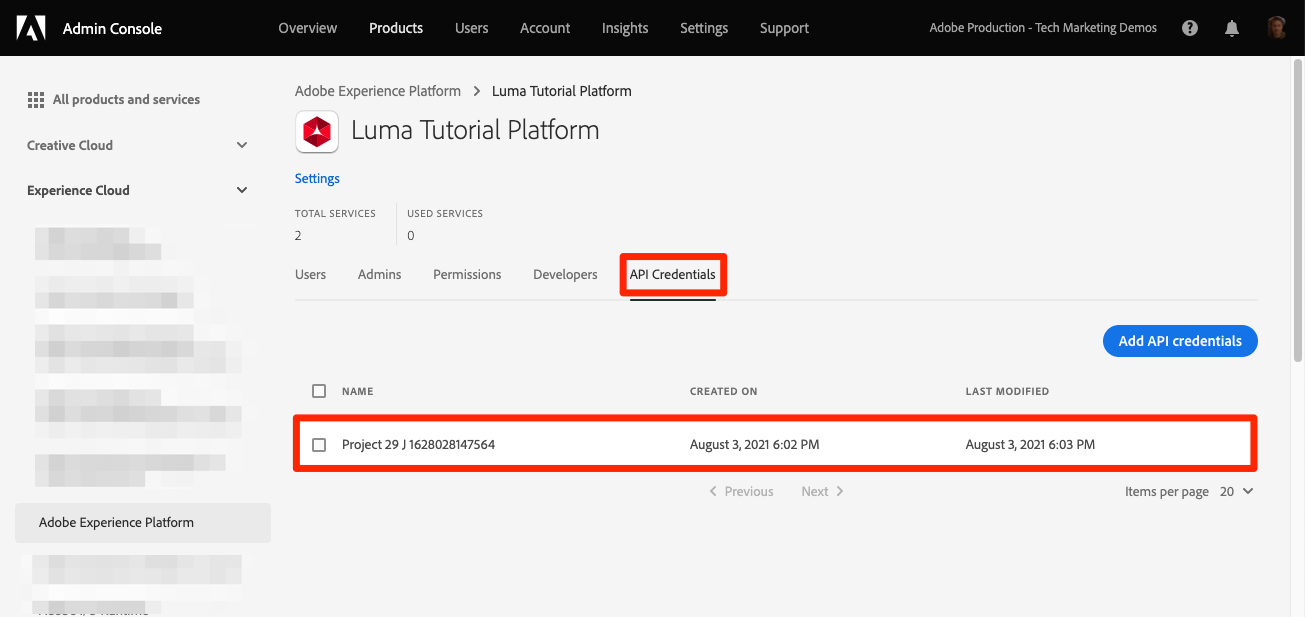 Admin Console
Overview Products Users Account Insights Settings Support
Adobe Production - Tech Marketing Demos
All products and services
Creative Cloud
Experience Cloud
Adobe Experience Platform
Adobe Experience Platform > Luma Tutorial Platform
Luma Tutorial Platform
Settings
TOTAL SERVICES USED SERVICES
2 0
Users Admins Permissions Developers API Credentials
Add API credentials
NAME CREATED ON LAST MODIFIED
Project 29 J 1628028147564 August 3, 2021 6:02 PM August 3, 2021 6:03 PM
Previous Next Items per page 20